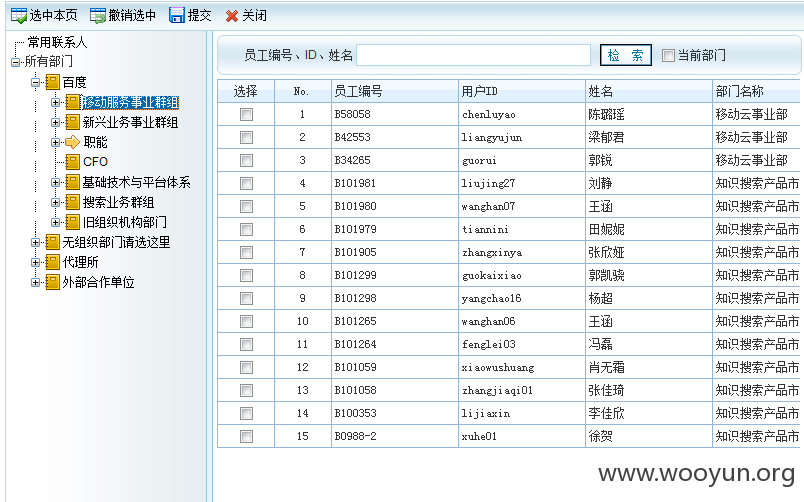 选中本页 撤销选中 提交 关闭
常用联系人
所有部门
百度
移动服务事业群组
新兴业务事业群组
职能
CFO
基础技术与平台体系
搜索业务群组
旧组织机构部门
无组织部门请选这里
代理所
外部合作单位
员工编号、ID、姓名 检 索 当前部门
选择 No. 员工编号 用户ID 姓名 部门名称
1 B58058 chenluyao 陈璐瑶 移动云事业部
2 B42553 liangyujun 梁郁君 移动云事业部
3 B34265 guorui 郭锐 移动云事业部
4 B101981 liujing27 刘静 知识搜索产品市
5 B101980 wanghan07 王涵 知识搜索产品市
6 B101979 tiannini 田妮妮 知识搜索产品市
7 B101905 zhangxinya 张欣娅 知识搜索产品市
8 B101299 guokaixiao 郭凯骁 知识搜索产品市
9 B101298 yangchao16 杨超 知识搜索产品市
10 B101265 wanghan06 王涵 知识搜索产品市
11 B101264 fenglei03 冯磊 知识搜索产品市
12 B101059 xiaowushuang 肖无霜 知识搜索产品市
13 B101058 zhangjiaqi01 张佳琦 知识搜索产品市
14 B100353 lijiaxin 李佳欣 知识搜索产品市
15 B0988-2 xuhe01 徐贺 知识搜索产品市
www.wooyun.org